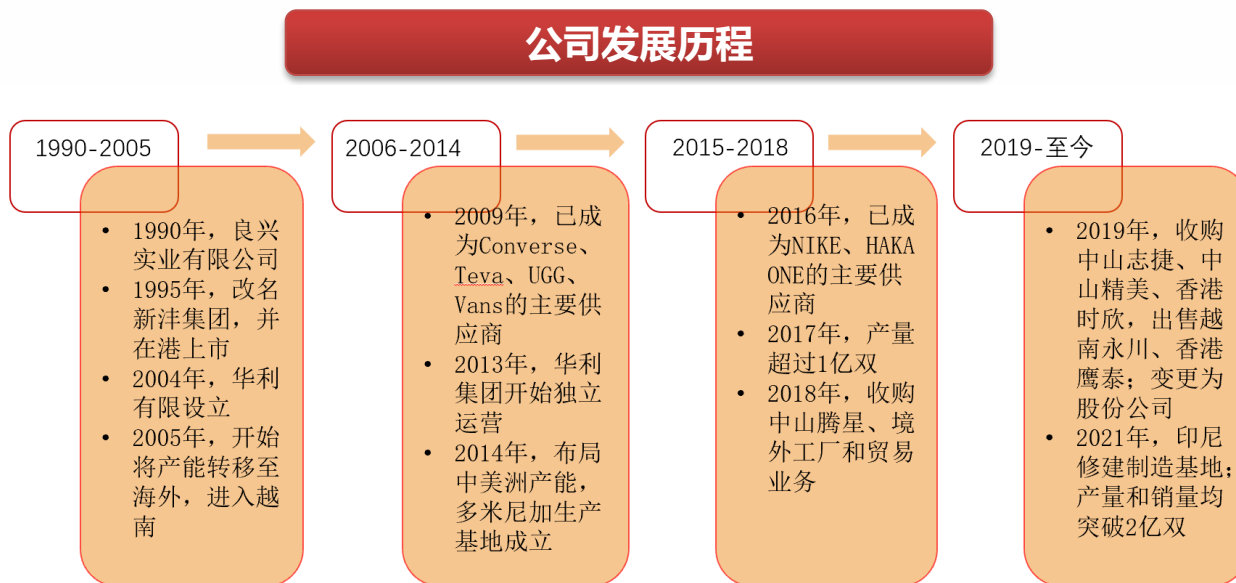 公司发展历程
1990-2005
• 1990年，良兴
实业有限公司
• 1995年，改名
新沣集团，并
在港上市
• 2004年，华利
有限设立
• 2005年，开始
将产能转移至
海外，进入越
南
2006-2014
• 2009年，已成
为Converse、
Teva、UGG、
Vans的主要供
应商
• 2013年，华利
集团开始独立
运营
• 2014年，布局
中美洲产能，
多米尼加生产
基地成立
2015-2018
• 2016年，已成
为NIKE、HAKA
ONE的主要供
应商
• 2017年，产量
超过1亿双
• 2018年，收购
中山腾星、境
外工厂和贸易
业务
2019-至今
• 2019年，收购
中山志捷、中
山精美、香港
时欣，出售越
南永川、香港
鹰泰；变更为
股份公司
• 2021年，印尼
修建制造基地；
产量和销量均
突破2亿双